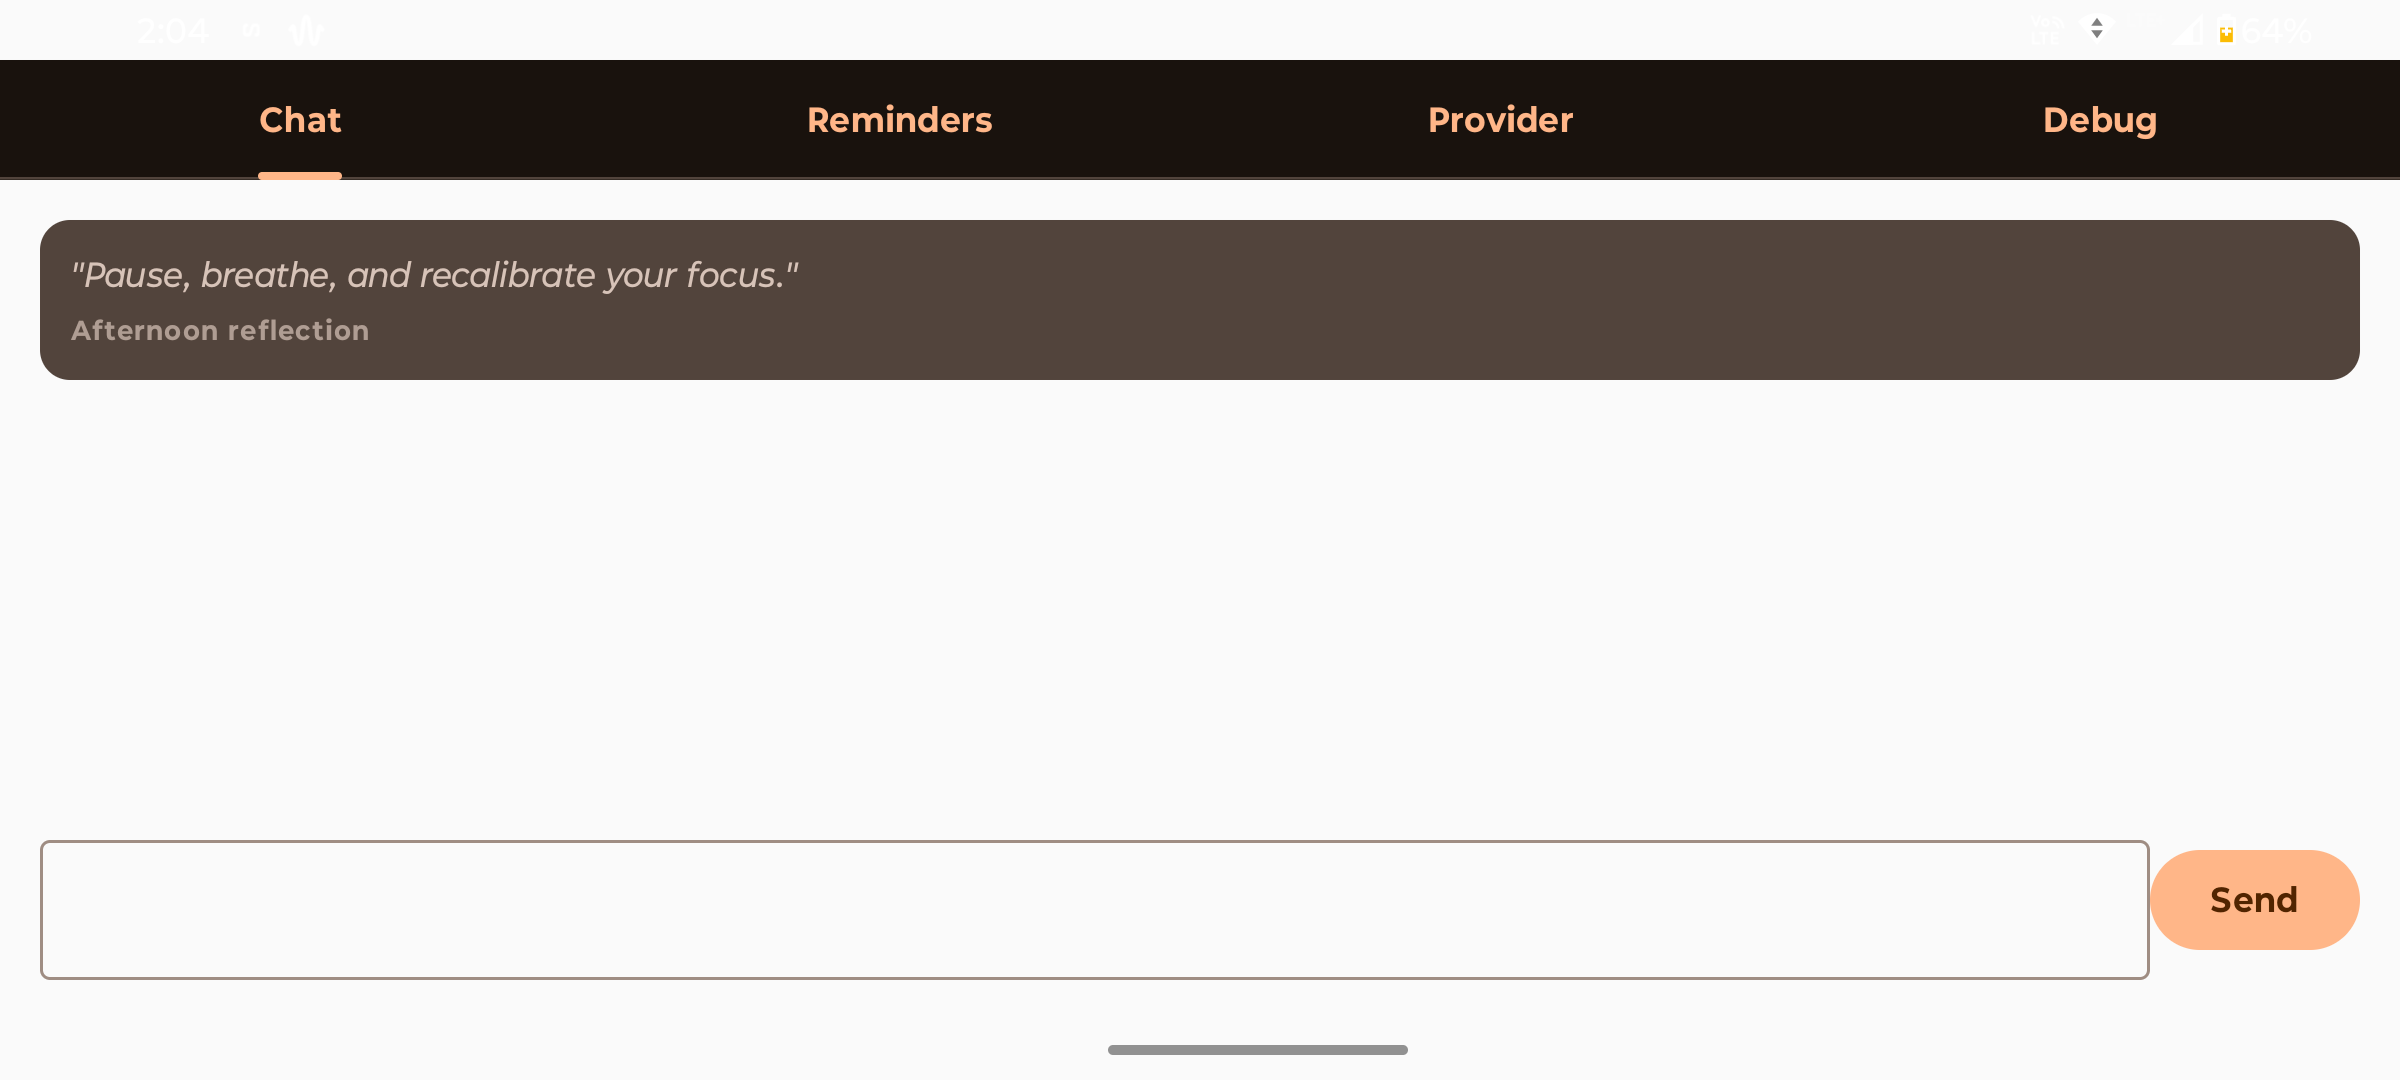 2:04 64%
Chat Reminders Provider Debug
"Pause, breathe, and recalibrate your focus."
Afternoon reflection
Send